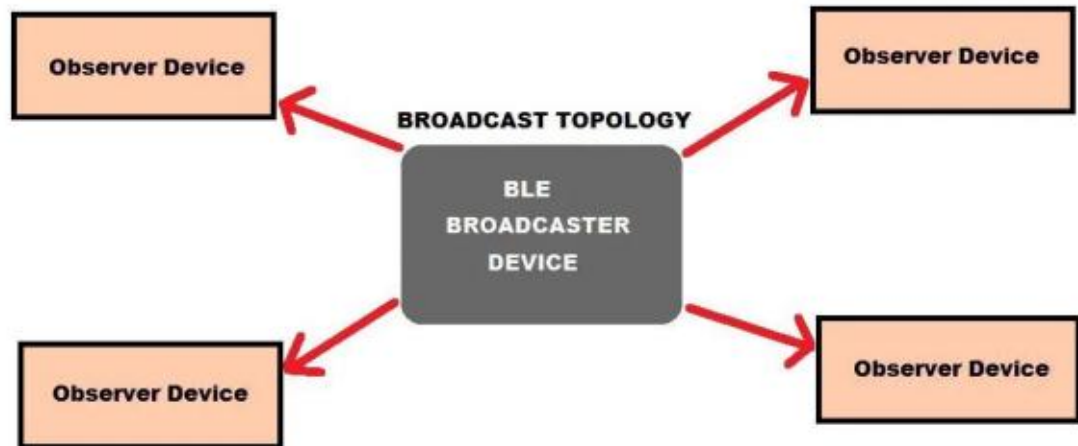 Observer Device
Observer Device
BROADCAST TOPOLOGY
BLE
BROADCASTER
DEVICE
Observer Device
Observer Device